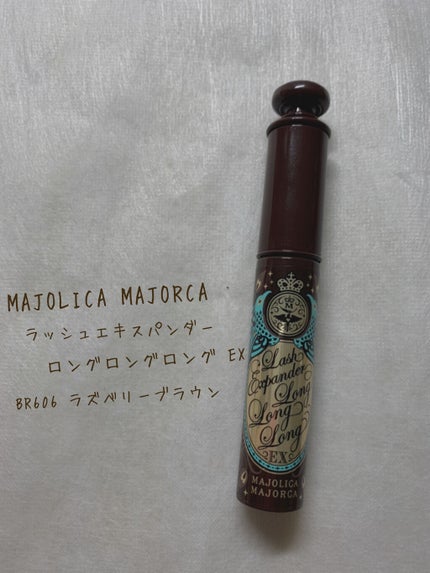 MAJOLICA MAJORCA
ラッシュエキスパンダー
ロングロングロング EX
BR606 ラズベリーブラウン
M
Lash
Expander
Long
Long
Long
EX
MAJOLICA
MAJORCA